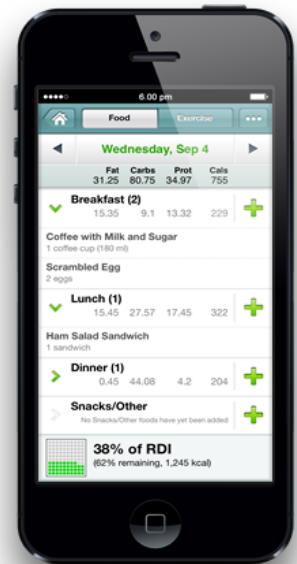 6:00 pm
Food Exercise
Wednesday, Sep 4
Fat Carbs Prot Cals
31.25 80.75 34.97 755
Breakfast (2)
15.35 9.1 13.32 229
Coffee with Milk and Sugar
1 coffee cup (180 ml)
Scrambled Egg
2 eggs
Lunch (1)
15.45 27.57 17.45 322
Ham Salad Sandwich
1 sandwich
Dinner (1)
0.45 44.08 4.2 204
Snacks/Other
No Snacks/Other foods have yet been added
38% of RDI
(62% remaining, 1,245 kcal)